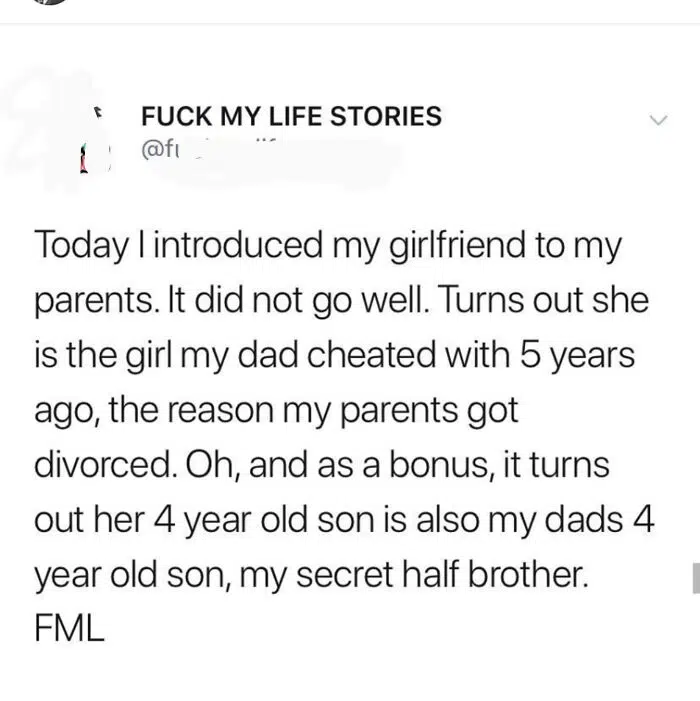 FUCK MY LIFE STORIES
Today I introduced my girlfriend to my
parents. It did not go well. Turns out she
is the girl my dad cheated with 5 years
ago, the reason my parents got
divorced. Oh, and as a bonus, it turns
out her 4 year old son is also my dads 4
year old son, my secret half brother.
FML